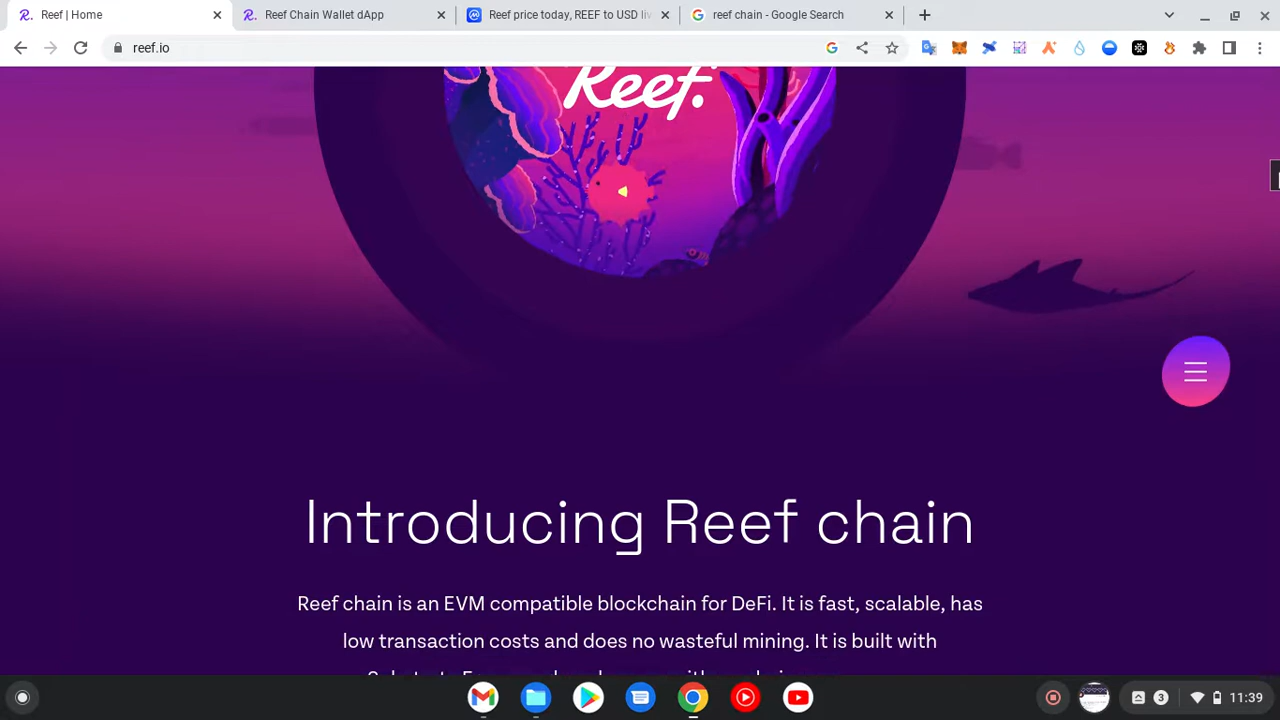 Reef | Home
Reef Chain Wallet dApp
Reef price today, REEF to USD liv
reef chain - Google Search
reef.io
Reef.
Introducing Reef chain
Reef chain is an EVM compatible blockchain for DeFi. It is fast, scalable, has
low transaction costs and does no wasteful mining. It is built with
3
11:39